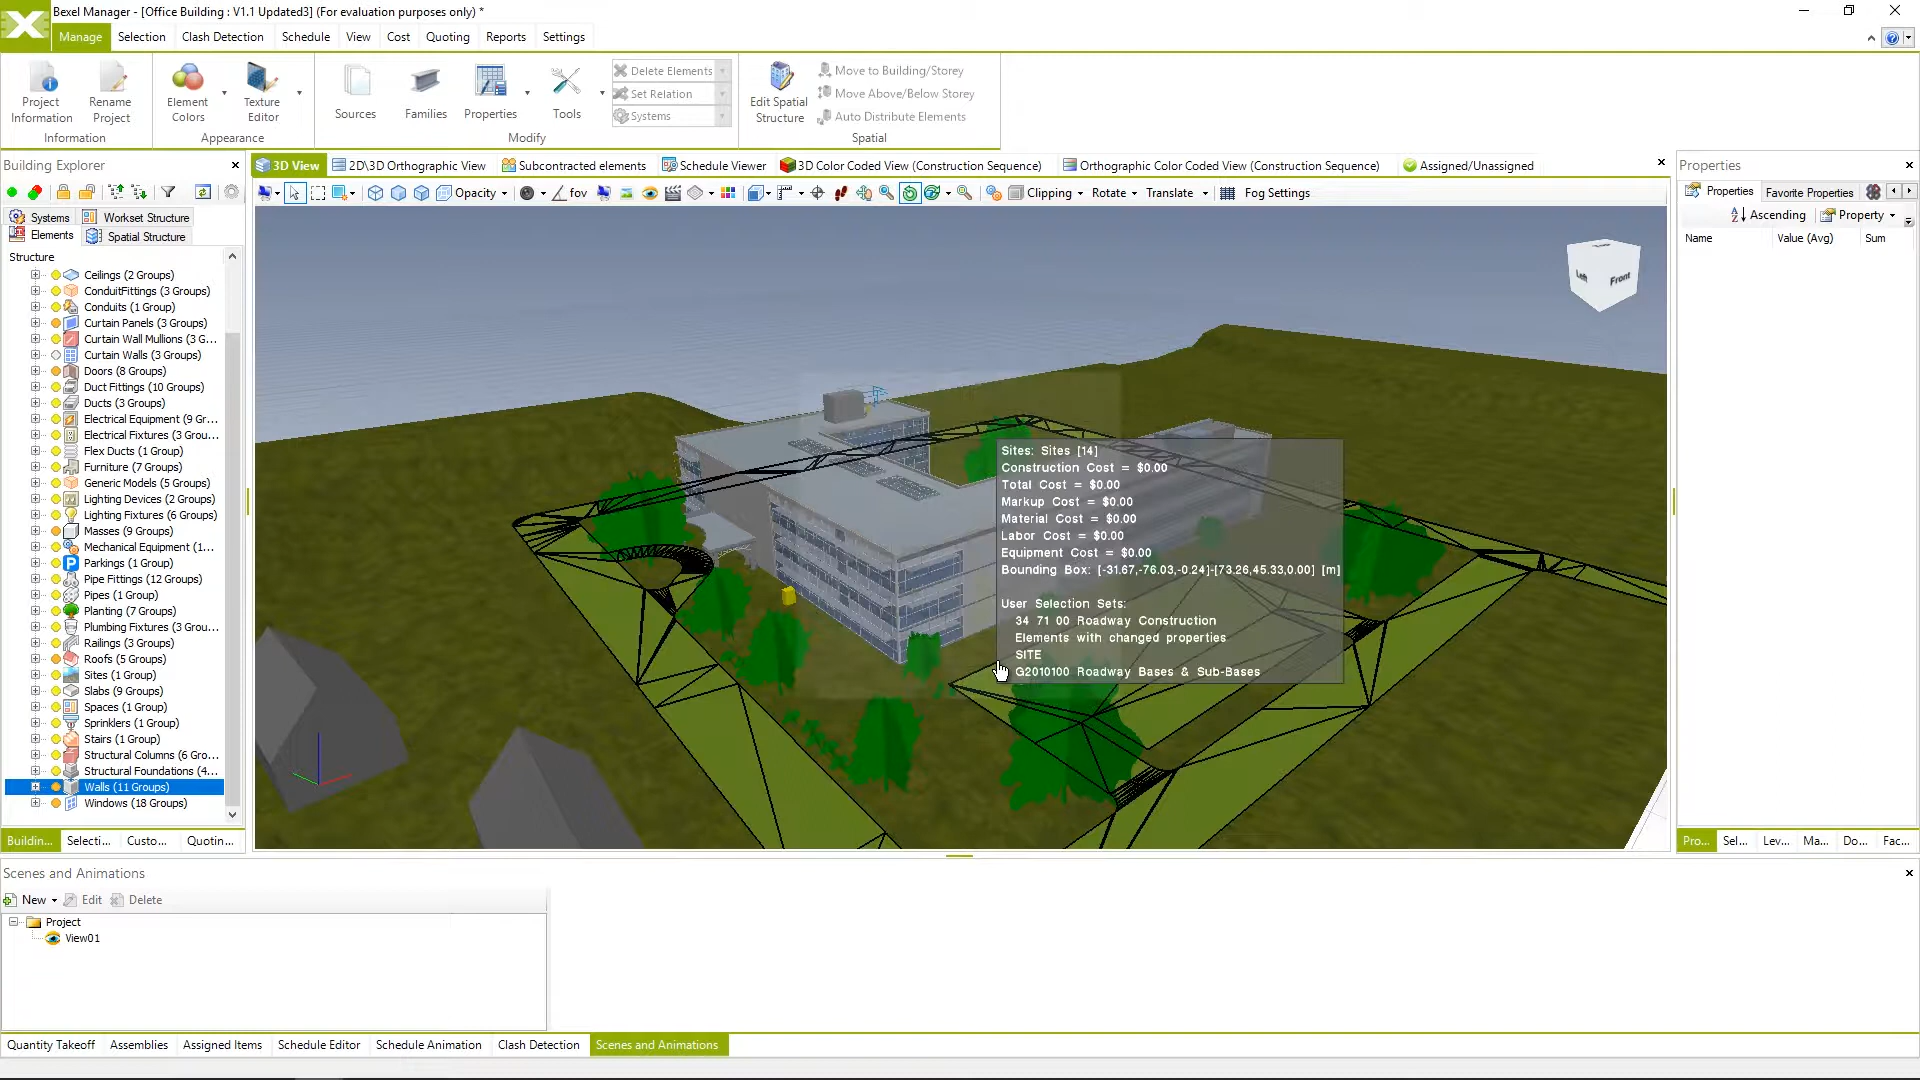 Bexel Manager - [Office Building : V1.1 Updated3] (For evaluation purposes only) *
Manage Selection Clash Detection Schedule View Cost Quoting Reports Settings
Project Information
Rename Project
Information
Element Colors
Texture Editor
Appearance
Sources
Families
Properties
Tools
Delete Elements
Set Relation
Systems
Modify
Edit Spatial Structure
Move to Building/Storey
Move Above/Below Storey
Auto Distribute Elements
Spatial
Building Explorer
3D View 2D\3D Orthographic View Subcontracted elements Schedule Viewer 3D Color Coded View (Construction Sequence) Orthographic Color Coded View (Construction Sequence) Assigned/Unassigned
Opacity fov Clipping Rotate Translate Fog Settings
Systems Workset Structure
Elements Spatial Structure
Structure
Ceilings (2 Groups)
ConduitFittings (3 Groups)
Conduits (1 Group)
Curtain Panels (3 Groups)
Curtain Wall Mullions (3 G...
Curtain Walls (3 Groups)
Doors (8 Groups)
Duct Fittings (10 Groups)
Ducts (3 Groups)
Electrical Equipment (9 Gr...
Electrical Fixtures (3 Grou...
Flex Ducts (1 Group)
Furniture (7 Groups)
Generic Models (5 Groups)
Lighting Devices (2 Groups)
Lighting Fixtures (6 Groups)
Masses (9 Groups)
Mechanical Equipment (1...
Parkings (1 Group)
Pipe Fittings (12 Groups)
Pipes (1 Group)
Planting (7 Groups)
Plumbing Fixtures (3 Grou...
Railings (3 Groups)
Roofs (5 Groups)
Sites (1 Group)
Slabs (9 Groups)
Spaces (1 Group)
Sprinklers (1 Group)
Stairs (1 Group)
Structural Columns (6 Gro...
Structural Foundations (4...
Walls (11 Groups)
Windows (18 Groups)
Buildin... Selecti... Custo... Quotin...
Left Front
Sites: Sites [14]
Construction Cost = $0.00
Total Cost = $0.00
Markup Cost = $0.00
Material Cost = $0.00
Labor Cost = $0.00
Equipment Cost = $0.00
Bounding Box: [-31.67,-76.03,-0.24]-[73.26,45.33,0.00] [m]
User Selection Sets:
34 71 00 Roadway Construction
Elements with changed properties
SITE
G2010100 Roadway Bases & Sub-Bases
Properties
Properties Favorite Properties
Ascending Property
Name Value (Avg) Sum
Pro... Sel... Lev... Ma... Do... Fac...
Scenes and Animations
New Edit Delete
Project
View01
Quantity Takeoff Assemblies Assigned Items Schedule Editor Schedule Animation Clash Detection Scenes and Animations